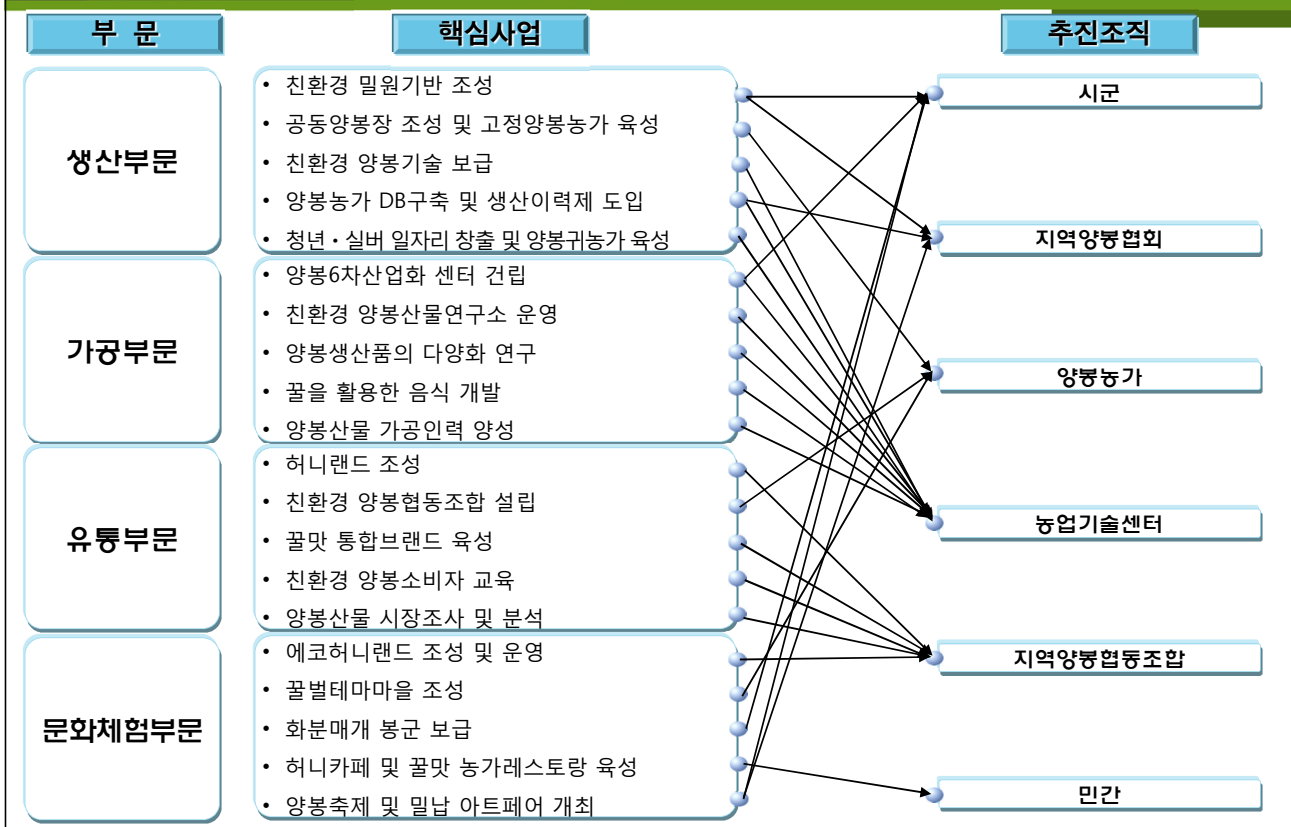 부 문
핵심사업
추진조직
생산부문
• 친환경 밀원기반 조성
• 공동양봉장 조성 및 고정양봉농가 육성
• 친환경 양봉기술 보급
• 양봉농가 DB구축 및 생산이력제 도입
• 청년・실버 일자리 창출 및 양봉귀농가 육성
가공부문
• 양봉6차산업화 센터 건립
• 친환경 양봉산물연구소 운영
• 양봉생산품의 다양화 연구
• 꿀을 활용한 음식 개발
• 양봉산물 가공인력 양성
유통부문
• 허니랜드 조성
• 친환경 양봉협동조합 설립
• 꿀맛 통합브랜드 육성
• 친환경 양봉소비자 교육
• 양봉산물 시장조사 및 분석
문화체험부문
• 에코허니랜드 조성 및 운영
• 꿀벌테마마을 조성
• 화분매개 봉군 보급
• 허니카페 및 꿀맛 농가레스토랑 육성
• 양봉축제 및 밀납 아트페어 개최
시군
지역양봉협회
양봉농가
농업기술센터
지역양봉협동조합
민간